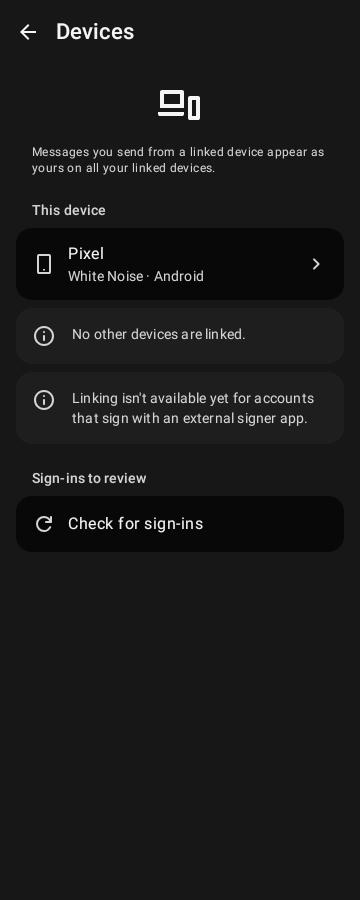 Devices
Messages you send from a linked device appear as
yours on all your linked devices.
This device
Pixel
White Noise · Android
No other devices are linked.
Linking isn't available yet for accounts
that sign with an external signer app.
Sign-ins to review
Check for sign-ins